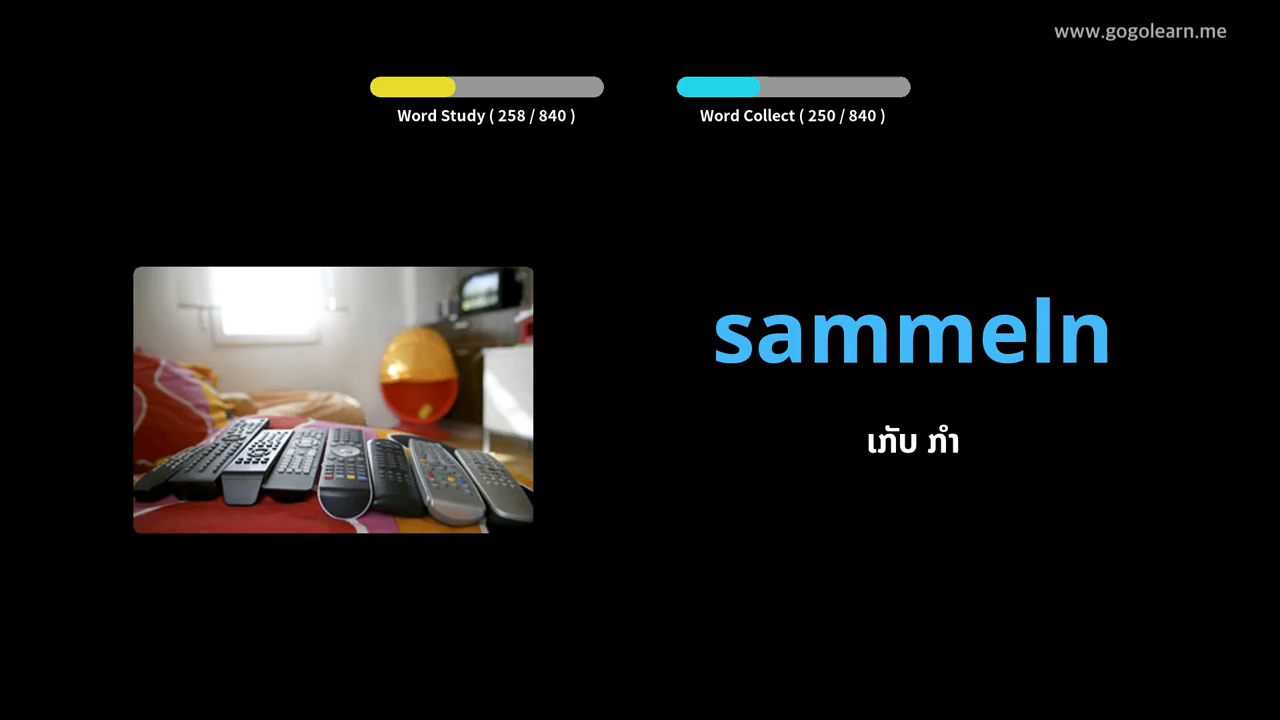 www.gogolearn.me
Word Study ( 258 / 840 )
Word Collect ( 250 / 840 )
sammeln
ເກັບ ກຳ